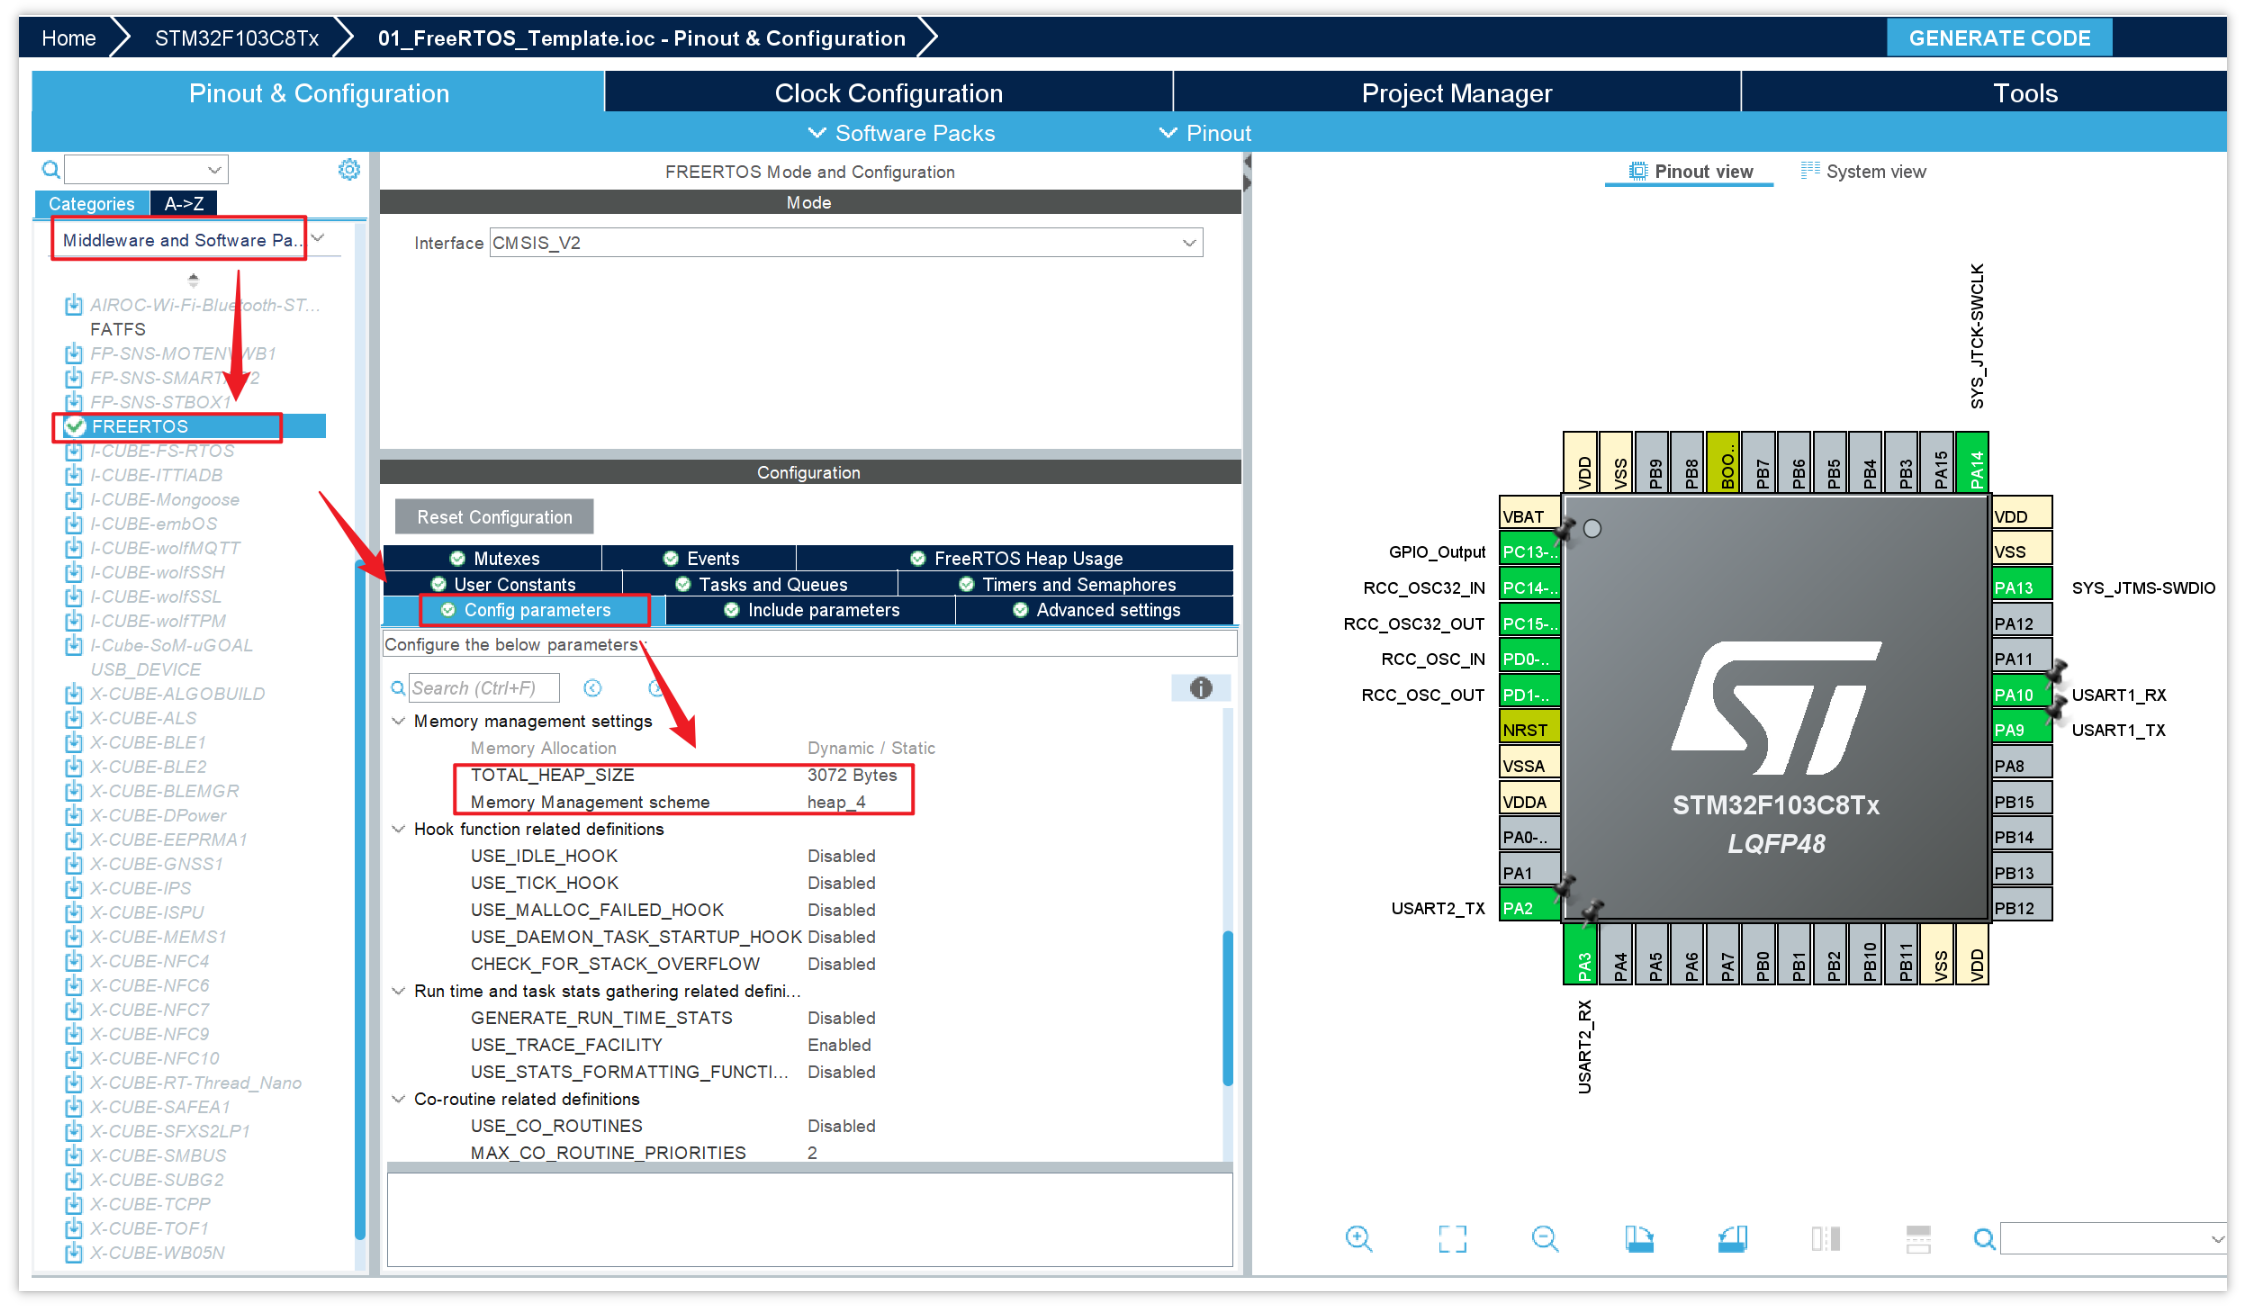 Home
STM32F103C8Tx
01_FreeRTOS_Template.ioc - Pinout & Configuration
GENERATE CODE
Pinout & Configuration
Clock Configuration
Project Manager
Tools
Software Packs
Pinout
Categories
A->Z
Middleware and Software Pa...
AIROC-Wi-Fi-Bluetooth-ST...
FATFS
FP-SNS-STBOX1
FREERTOS
I-CUBE-FS-RTOS
I-CUBE-ITTIADB
I-CUBE-Mongoose
I-CUBE-embOS
I-CUBE-wolfMQTT
I-CUBE-wolfSSH
I-CUBE-wolfSSL
I-CUBE-wolfTPM
I-Cube-SoM-uGOAL
USB_DEVICE
X-CUBE-ALGOBUILD
X-CUBE-ALS
X-CUBE-BLE1
X-CUBE-BLE2
X-CUBE-BLEMGR
X-CUBE-DPower
X-CUBE-EEPRMA1
X-CUBE-GNSS1
X-CUBE-IPS
X-CUBE-ISPU
X-CUBE-MEMS1
X-CUBE-NFC4
X-CUBE-NFC6
X-CUBE-NFC7
X-CUBE-NFC9
X-CUBE-NFC10
X-CUBE-RT-Thread_Nano
X-CUBE-SAFEA1
X-CUBE-SFXS2LP1
X-CUBE-SMBUS
X-CUBE-SUBG2
X-CUBE-TCPP
X-CUBE-TOF1
X-CUBE-WB05N
FREERTOS Mode and Configuration
Mode
Interface CMSIS_V2
Configuration
Reset Configuration
Mutexes
Events
FreeRTOS Heap Usage
User Constants
Tasks and Queues
Timers and Semaphores
Config parameters
Include parameters
Advanced settings
Configure the below parameters :
Search (Ctrl+F)
Memory management settings
Memory Allocation Dynamic / Static
TOTAL_HEAP_SIZE 3072 Bytes
Memory Management scheme heap_4
Hook function related definitions
USE_IDLE_HOOK Disabled
USE_TICK_HOOK Disabled
USE_MALLOC_FAILED_HOOK Disabled
USE_DAEMON_TASK_STARTUP_HOOK Disabled
CHECK_FOR_STACK_OVERFLOW Disabled
Run time and task stats gathering related defini...
GENERATE_RUN_TIME_STATS Disabled
USE_TRACE_FACILITY Enabled
USE_STATS_FORMATTING_FUNCTI... Disabled
Co-routine related definitions
USE_CO_ROUTINES Disabled
MAX_CO_ROUTINE_PRIORITIES 2
Pinout view
System view
SYS_JTCK-SWCLK
VDD
VSS
PB9
PB8
BOO..
PB7
PB6
PB5
PB4
PB3
PA15
PA14
VBAT
GPIO_Output PC13-..
RCC_OSC32_IN PC14-..
RCC_OSC32_OUT PC15-..
RCC_OSC_IN PD0-..
RCC_OSC_OUT PD1-..
NRST
VSSA
VDDA
PA0-..
PA1
USART2_TX PA2
ST
STM32F103C8Tx
LQFP48
VDD
VSS
PA13 SYS_JTMS-SWDIO
PA12
PA11
PA10 USART1_RX
PA9 USART1_TX
PA8
PB15
PB14
PB13
PB12
PA3
PA4
PA5
PA6
PA7
PB0
PB1
PB2
PB10
PB11
VSS
VDD
USART2_RX